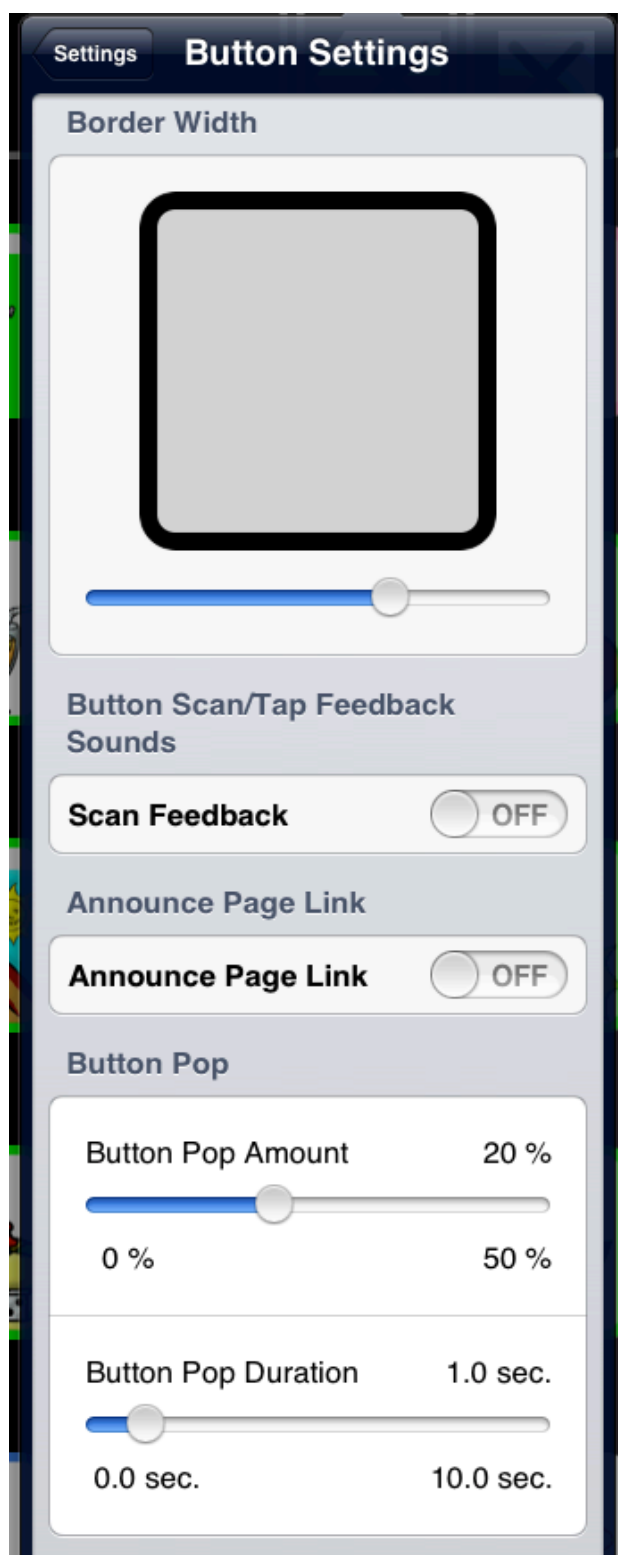 Settings
Button Settings
Border Width
Button Scan/Tap Feedback
Sounds
Scan Feedback OFF
Announce Page Link
Announce Page Link OFF
Button Pop
Button Pop Amount 20 %
0 % 50 %
Button Pop Duration 1.0 sec.
0.0 sec. 10.0 sec.